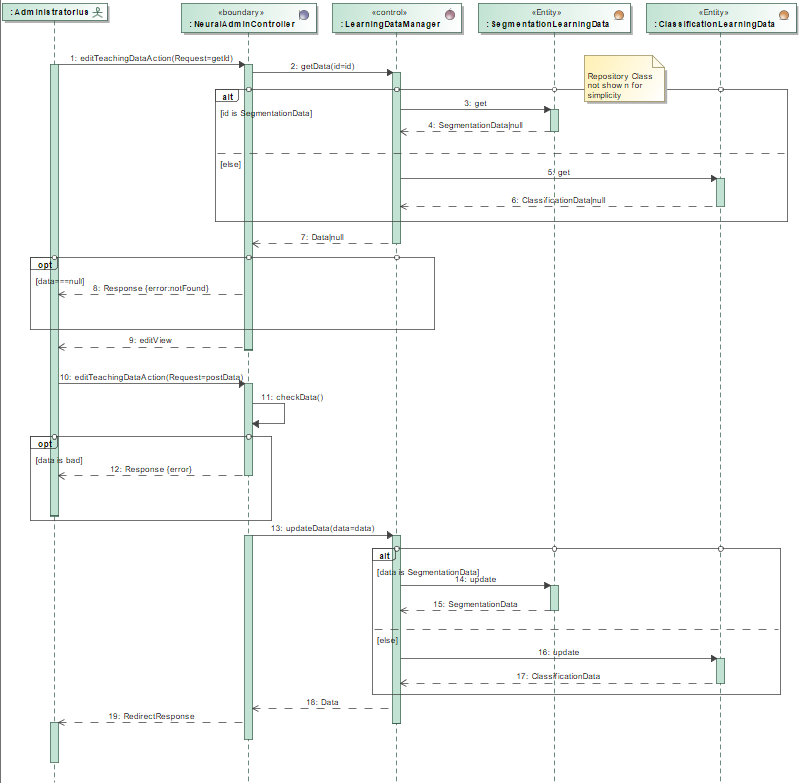 : Administratorius
«boundary»
: NeuralAdminController
«control»
: LearningDataManager
«Entity»
: SegmentationLearningData
«Entity»
: ClassificationLearningData
Repository Class
not show n for
simplicity
1: editTeachingDataAction(Request=getId)
2: getData(id=id)
alt
[id is SegmentationData]
3: get
4: SegmentationData|null
[else]
5: get
6: ClassificationData|null
7: Data|null
opt
[data===null]
8: Response {error:notFound}
9: editView
10: editTeachingDataAction(Request=postData)
11: checkData()
opt
[data is bad]
12: Response {error}
13: updateData(data=data)
alt
[data is SegmentationData]
14: update
15: SegmentationData
[else]
16: update
17: ClassificationData
18: Data
19: RedirectResponse